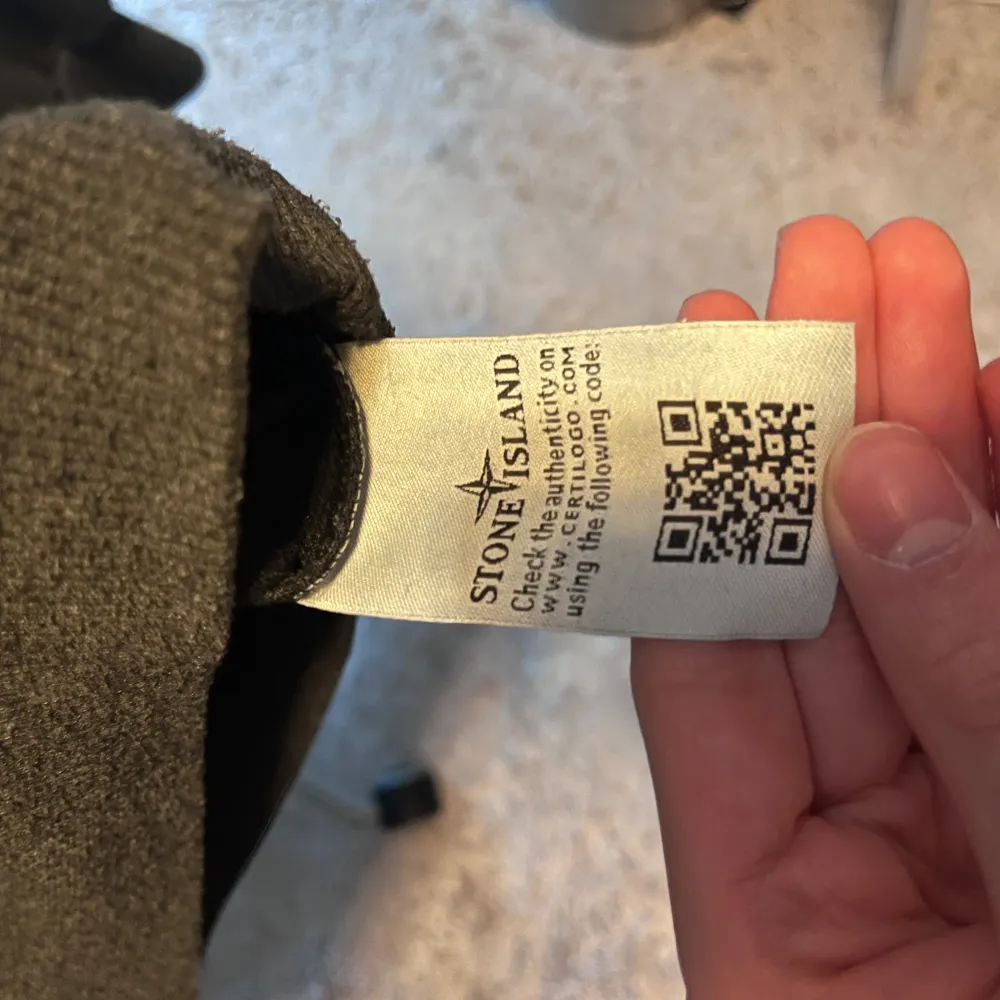 STONE ISLAND
Check the authenticity on
www.CERTILOGO.COM
using the following code: